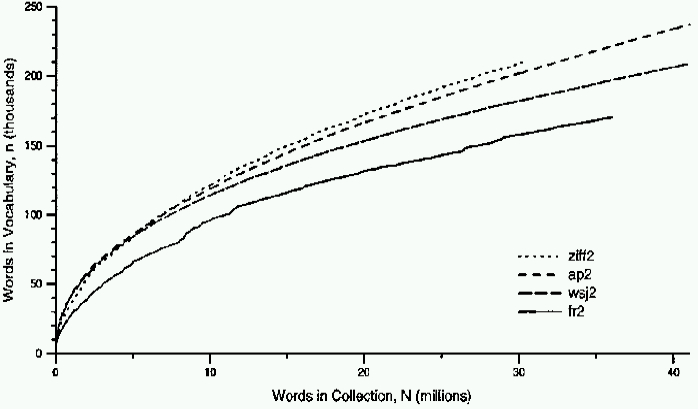 250
200
150
100
50
0
Words in Vocabulary, n (thousands)
ziff2
ap2
wsj2
fr2
0 10 20 30 40
Words in Collection, N (millions)